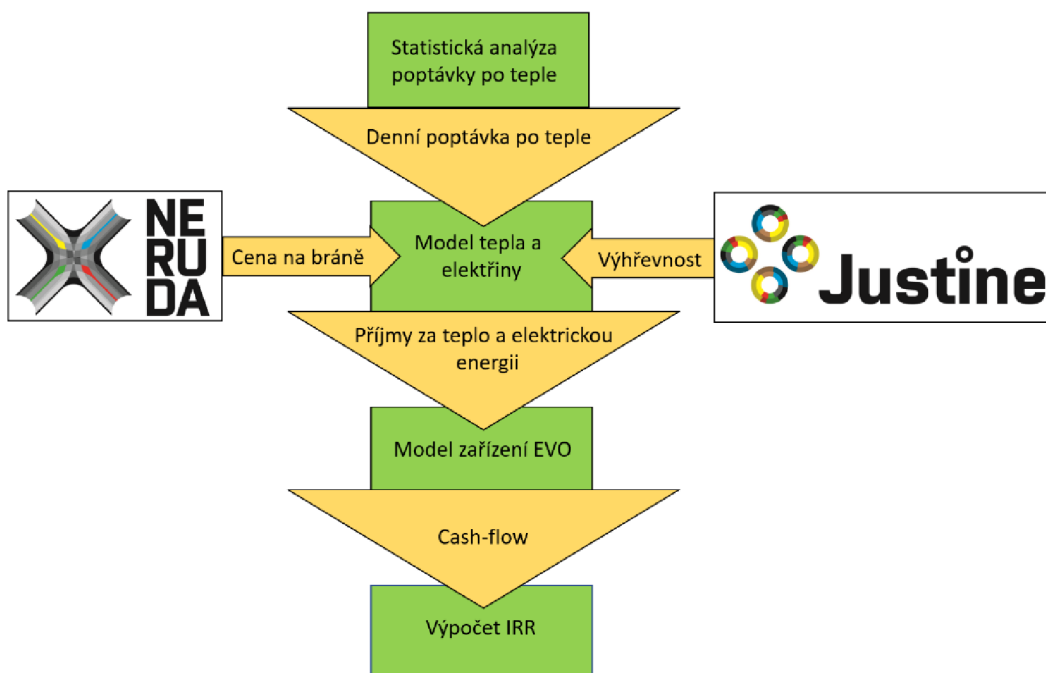 Statistická analýza
poptávky po teple
Denní poptávka po teple
NE
RU
DA
Cena na bráně
Model tepla a
elektřiny
Výhřevnost
Justine
Příjmy za teplo a elektrickou
energii
Model zařízení EVO
Cash-flow
Výpočet IRR